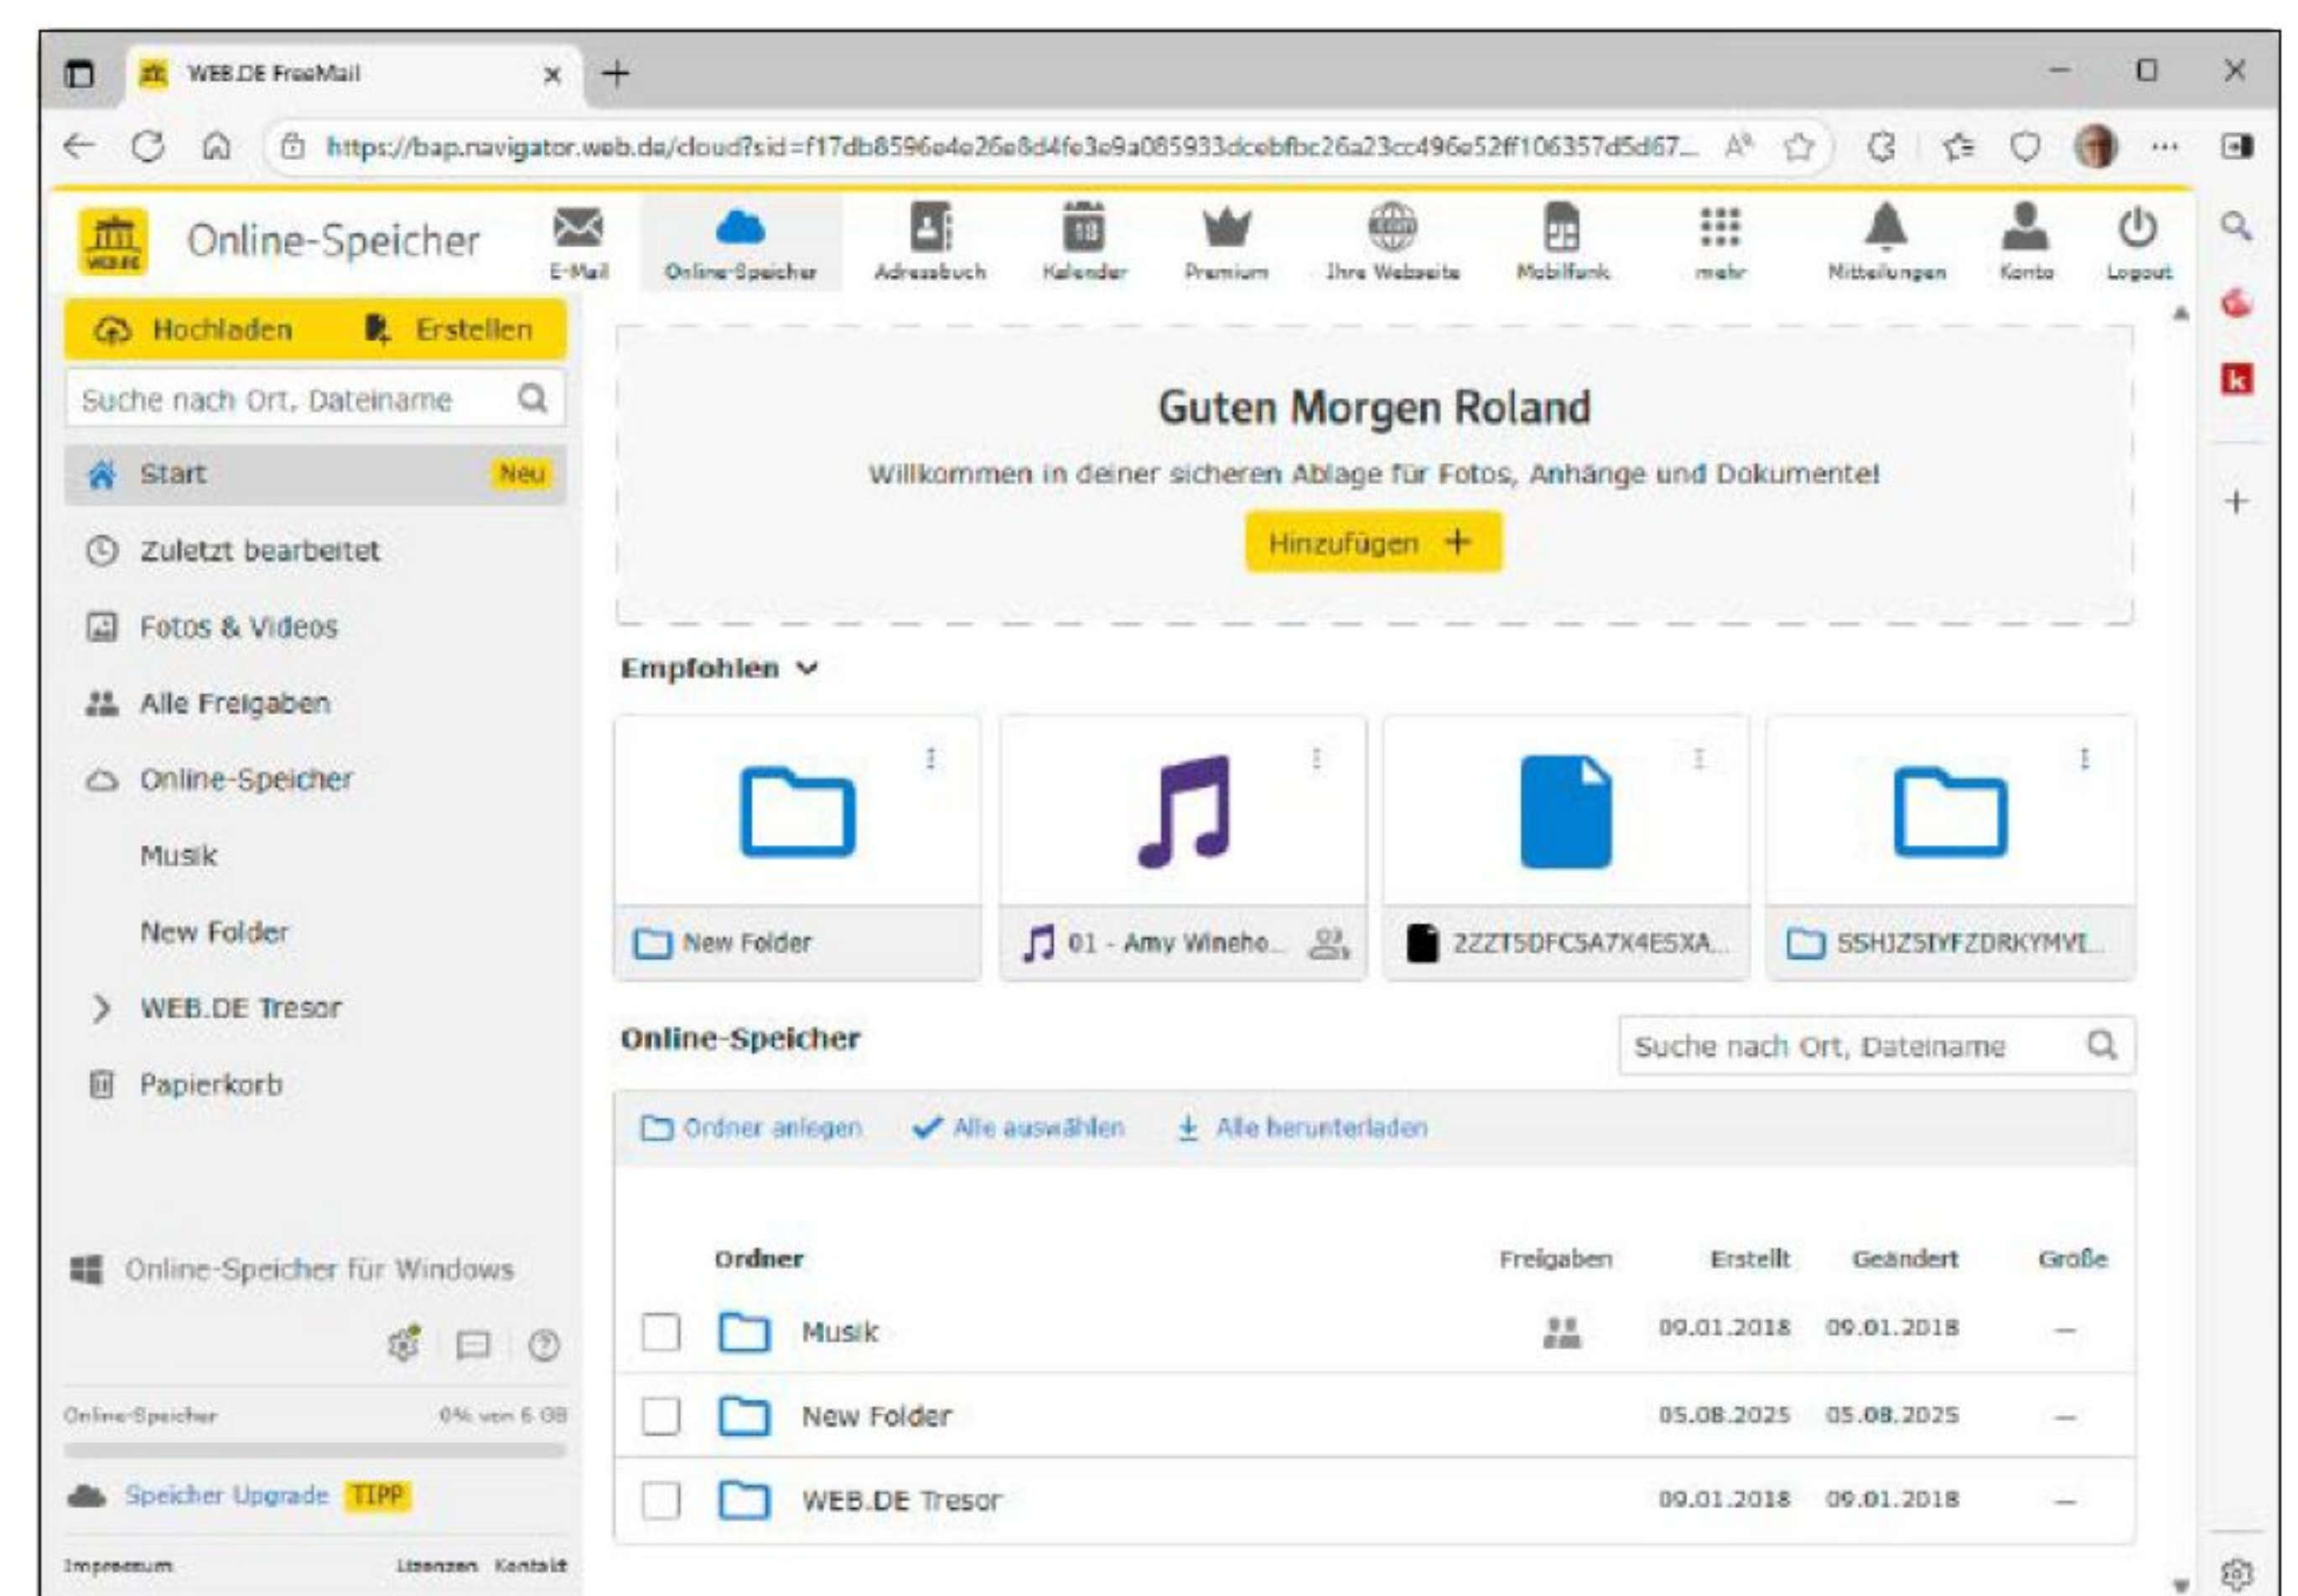 WEB.DE FreeMail
https://bap.navigator.web.de/cloud?sid=f17db8596e4e26e8d4fe3e9a085933dcebfbc26a23cc496e52ff106357d5d67...
WEB.DE
Online-Speicher
E-Mail
Online-Speicher
Adressbuch
18
Kalender
Premium
.com
Ihre Webseite
Mobilfunk
mehr
Mitteilungen
Konto
Logout
Hochladen
Erstellen
Suche nach Ort, Dateiname
Start
Neu
Zuletzt bearbeitet
Fotos & Videos
Alle Freigaben
Online-Speicher
Musik
New Folder
WEB.DE Tresor
Papierkorb
Online-Speicher für Windows
Online-Speicher
0% von 6 GB
Speicher Upgrade
TIPP
Impressum
Lizenzen
Kontakt
Guten Morgen Roland
Willkommen in deiner sicheren Ablage für Fotos, Anhänge und Dokumente!
Hinzufügen +
Empfohlen
New Folder
01 - Amy Wineho...
2ZZT5DFCSA7X4ESXA...
SSHJZ5IYFZDRKYMVI...
Online-Speicher
Suche nach Ort, Dateiname
Ordner anlegen
Alle auswählen
Alle herunterladen
Ordner Freigaben Erstellt Geändert Größe
Musik 09.01.2018 09.01.2018 —
New Folder 05.08.2025 05.08.2025 —
WEB.DE Tresor 09.01.2018 09.01.2018 —
k